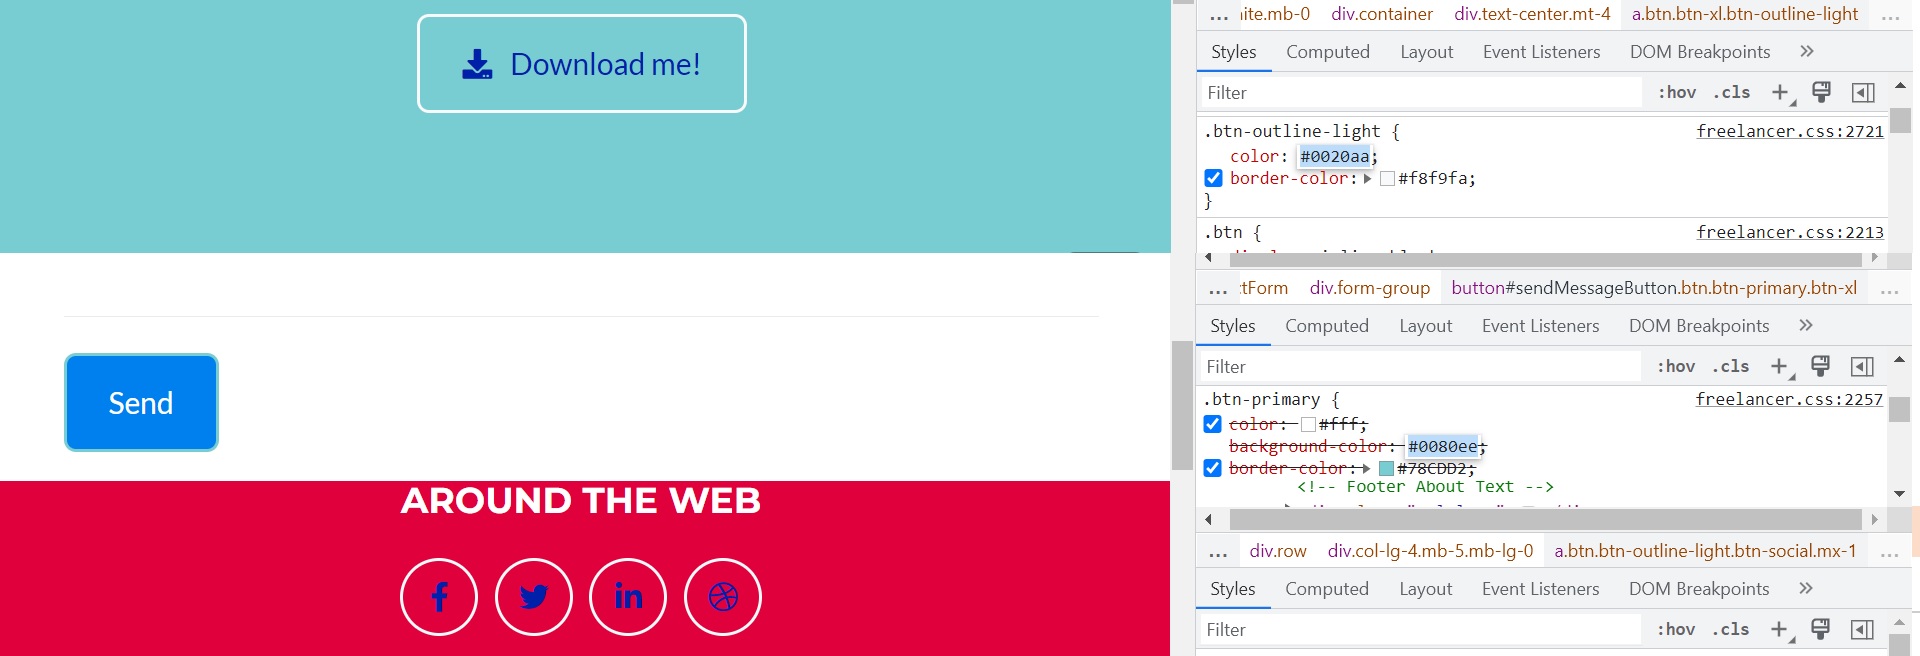 Download me!
Send
AROUND THE WEB
... ite.mb-0 div.container div.text-center.mt-4 a.btn.btn-xl.btn-outline-light ...
Styles Computed Layout Event Listeners DOM Breakpoints »
Filter :hov .cls +
.btn-outline-light { freelancer.css:2721
color: #0020aa;
border-color: #f8f9fa;
}
.btn { freelancer.css:2213
... tForm div.form-group button#sendMessageButton.btn.btn-primary.btn-xl ...
Styles Computed Layout Event Listeners DOM Breakpoints »
Filter :hov .cls +
.btn-primary { freelancer.css:2257
color: #fff;
background-color: #0080ee;
border-color: #78CDD2;
<!-- Footer About Text -->
... div.row div.col-lg-4.mb-5.mb-lg-0 a.btn.btn-outline-light.btn-social.mx-1 ...
Styles Computed Layout Event Listeners DOM Breakpoints »
Filter :hov .cls +